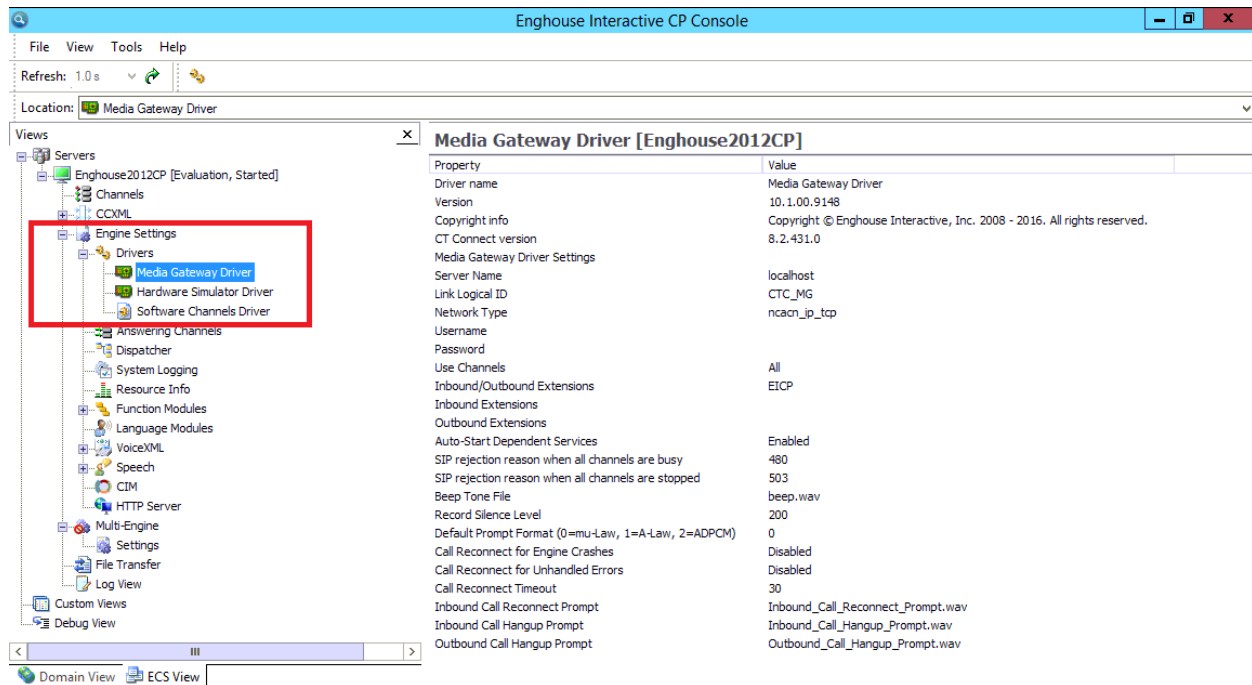 Enghouse Interactive CP Console
File View Tools Help
Refresh: 1.0 s
Location: Media Gateway Driver
Views
Servers
Enghouse2012CP [Evaluation, Started]
Channels
CCXML
Engine Settings
Drivers
Media Gateway Driver
Hardware Simulator Driver
Software Channels Driver
Answering Channels
Dispatcher
System Logging
Resource Info
Function Modules
Language Modules
VoiceXML
Speech
CIM
HTTP Server
Multi-Engine
Settings
File Transfer
Log View
Custom Views
Debug View
Domain View ECS View
Media Gateway Driver [Enghouse2012CP]
Property Value
Driver name Media Gateway Driver
Version 10.1.00.9148
Copyright info Copyright © Enghouse Interactive, Inc. 2008 - 2016. All rights reserved.
CT Connect version 8.2.431.0
Media Gateway Driver Settings
Server Name localhost
Link Logical ID CTC_MG
Network Type ncacn_ip_tcp
Username
Password
Use Channels All
Inbound/Outbound Extensions EICP
Inbound Extensions
Outbound Extensions
Auto-Start Dependent Services Enabled
SIP rejection reason when all channels are busy 480
SIP rejection reason when all channels are stopped 503
Beep Tone File beep.wav
Record Silence Level 200
Default Prompt Format (0=mu-Law, 1=A-Law, 2=ADPCM) 0
Call Reconnect for Engine Crashes Disabled
Call Reconnect for Unhandled Errors Disabled
Call Reconnect Timeout 30
Inbound Call Reconnect Prompt Inbound_Call_Reconnect_Prompt.wav
Inbound Call Hangup Prompt Inbound_Call_Hangup_Prompt.wav
Outbound Call Hangup Prompt Outbound_Call_Hangup_Prompt.wav